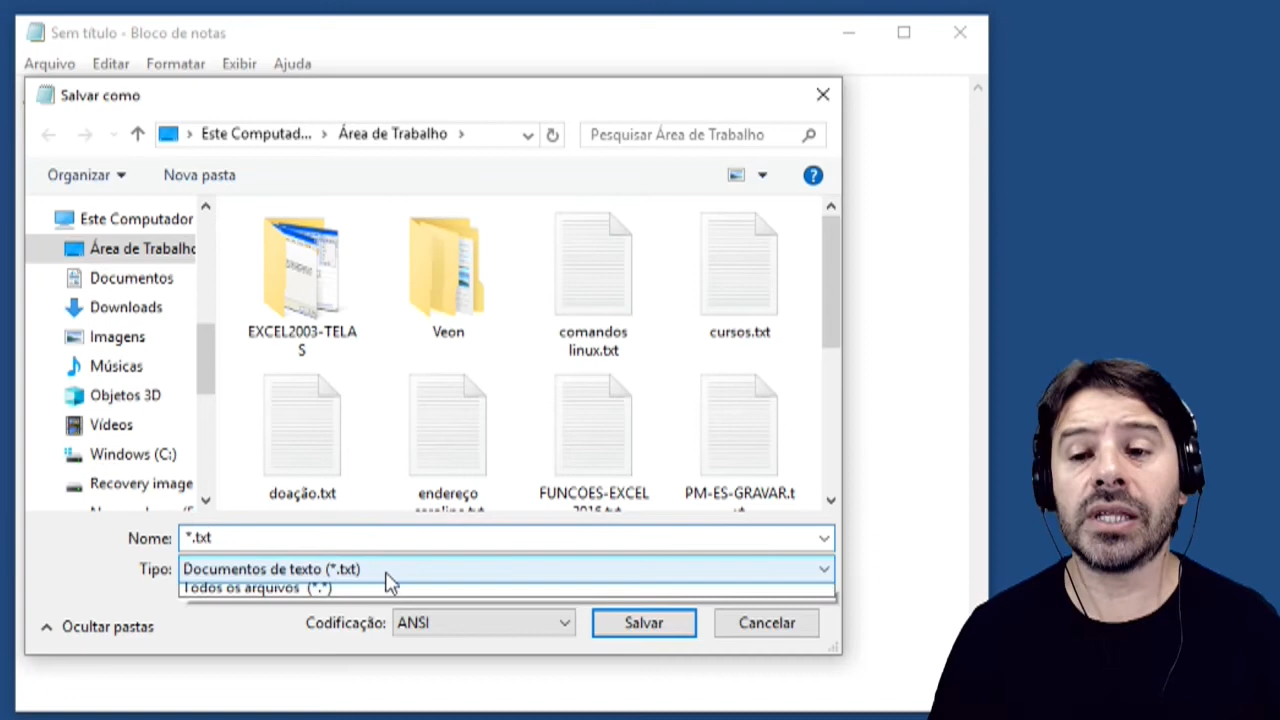 Sem título - Bloco de notas
Arquivo Editar Formatar Exibir Ajuda
Salvar como
Este Computad... Área de Trabalho
Pesquisar Área de Trabalho
Organizar Nova pasta
Este Computador
Área de Trabalho
Documentos
Downloads
Imagens
Músicas
Objetos 3D
Vídeos
Windows (C:)
Recovery image
EXCEL2003-TELA
S
Veon
comandos
linux.txt
cursos.txt
doação.txt
endereço
FUNCOES-EXCEL
2016.txt
PM-ES-GRAVAR.t
Nome: *.txt
Tipo: Documentos de texto (*.txt)
Todos os arquivos (*.*)
Ocultar pastas
Codificação: ANSI
Salvar
Cancelar